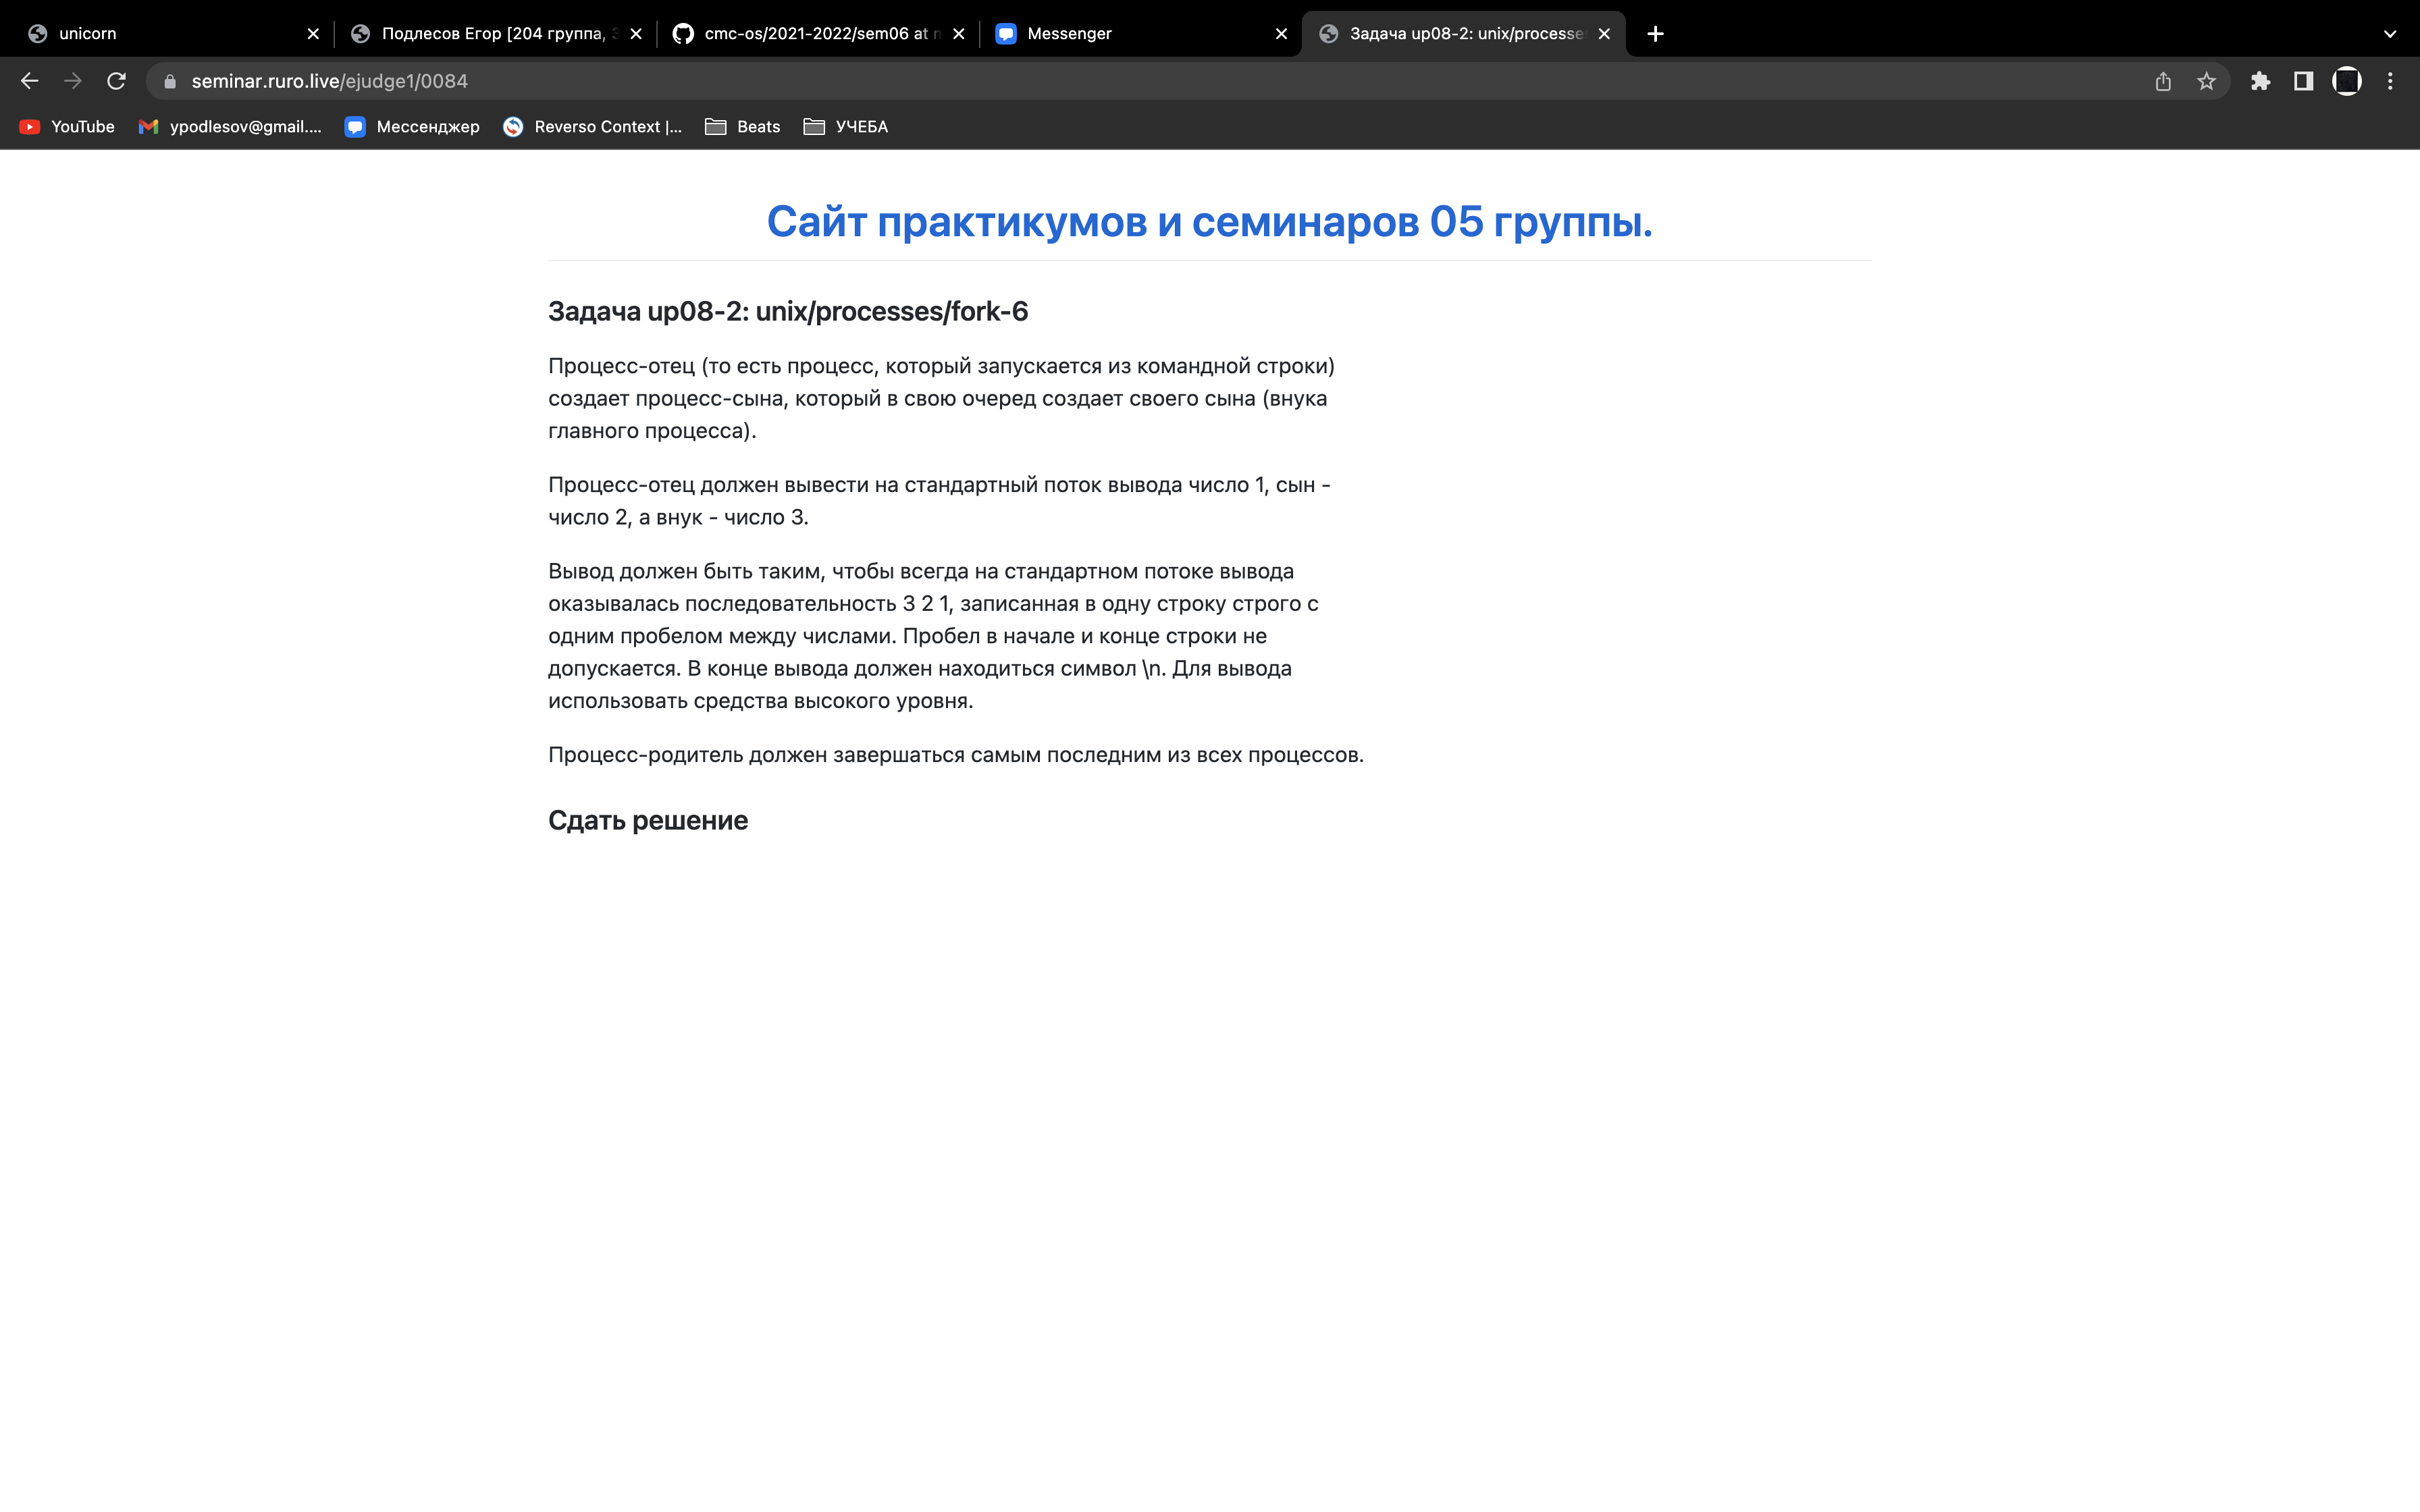 unicorn
Подлесов Егор [204 группа,
cmc-os/2021-2022/sem06 at
Messenger
Задача up08-2: unix/processe
seminar.ruro.live/ejudge1/0084
YouTube
ypodlesov@gmail....
Мессенджер
Reverso Context |...
Beats
УЧЕБА
Сайт практикумов и семинаров 05 группы.
Задача up08-2: unix/processes/fork-6
Процесс-отец (то есть процесс, который запускается из командной строки)
создает процесс-сына, который в свою очеред создает своего сына (внука
главного процесса).
Процесс-отец должен вывести на стандартный поток вывода число 1, сын -
число 2, а внук - число 3.
Вывод должен быть таким, чтобы всегда на стандартном потоке вывода
оказывалась последовательность 3 2 1, записанная в одну строку строго с
одним пробелом между числами. Пробел в начале и конце строки не
допускается. В конце вывода должен находиться символ \n. Для вывода
использовать средства высокого уровня.
Процесс-родитель должен завершаться самым последним из всех процессов.
Сдать решение